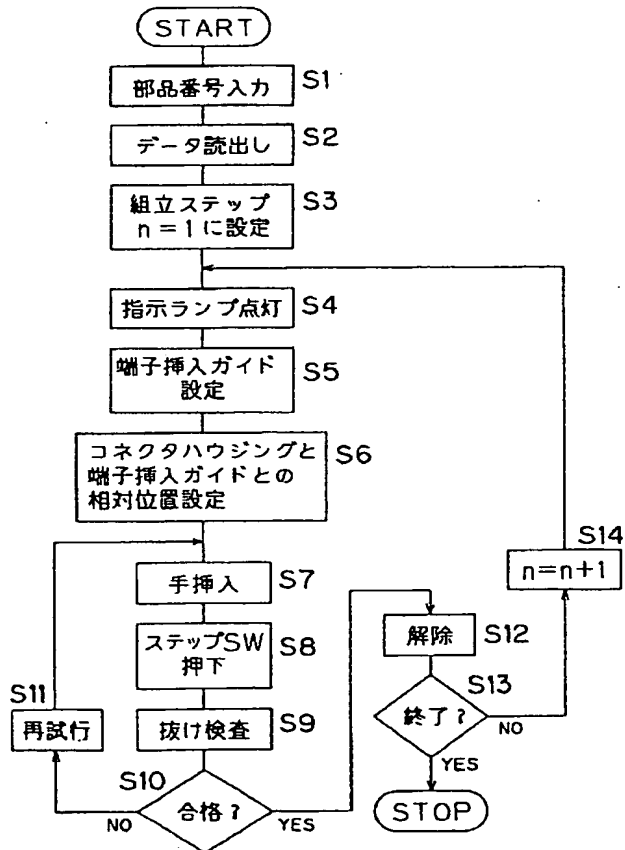 START
部品番号入力 S1
データ読出し S2
組立ステップ S3
n=1に設定
指示ランプ点灯 S4
端子挿入ガイド S5
設定
コネクタハウジングと S6
端子挿入ガイドとの
相対位置設定
手挿入 S7
ステップSW S8
押下
抜け検査 S9
S10
合格?
NO
YES
S11
再試行
解除 S12
S13
終了?
NO
YES
STOP
S14
n=n+1